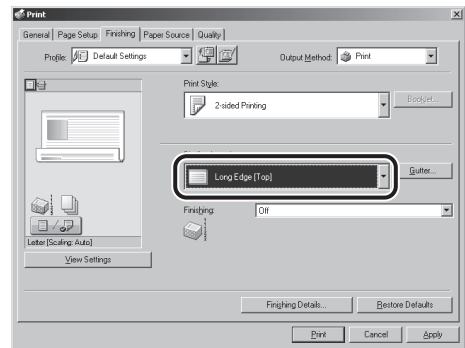 Print
General Page Setup Finishing Paper Source Quality
Profile: Default Settings Output Method: Print
Print Style:
2-sided Printing Booklet...
Long Edge [Top] Gutter...
Finishing: Off
Letter [Scaling: Auto]
View Settings
Finishing Details... Restore Defaults
Print Cancel Apply